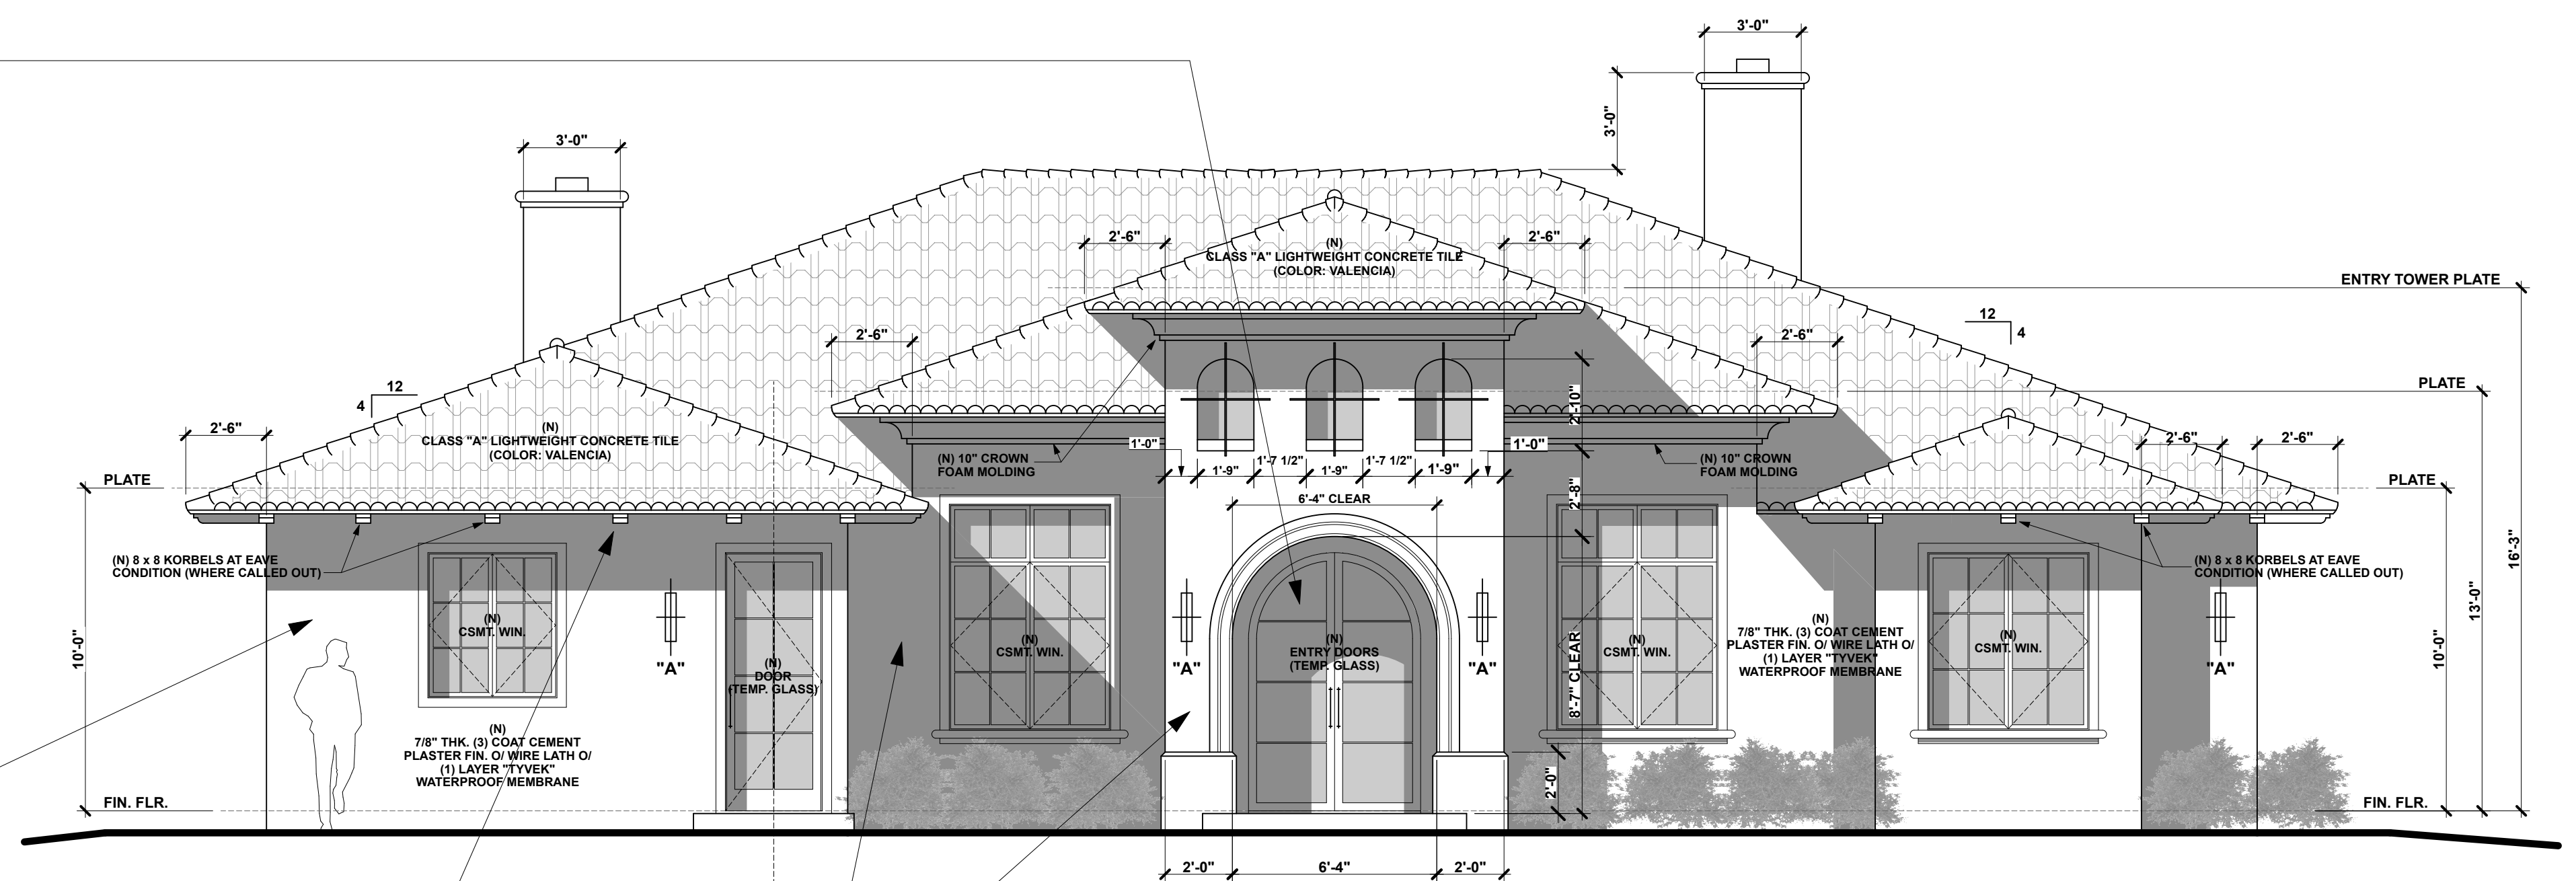 3'-0"
3'-0"
3'-0"
2'-6"
2'-6"
(N)
CLASS "A" LIGHTWEIGHT CONCRETE TILE
(COLOR: VALENCIA)
ENTRY TOWER PLATE
12
4
2'-6"
2'-6"
12
4
PLATE
2'-10"
2'-6"
(N)
CLASS "A" LIGHTWEIGHT CONCRETE TILE
(COLOR: VALENCIA)
1'-0"
1'-0"
2'-6"
2'-6"
(N) 10" CROWN
FOAM MOLDING
1'-9"
1'-7 1/2"
1'-9"
1'-7 1/2"
1'-9"
(N) 10" CROWN
FOAM MOLDING
PLATE
PLATE
6'-4" CLEAR
2'-8"
16'-3"
13'-0"
(N) 8 x 8 KORBELS AT EAVE
CONDITION (WHERE CALLED OUT)
(N) 8 x 8 KORBELS AT EAVE
CONDITION (WHERE CALLED OUT)
10'-0"
(N)
CSMT. WIN.
"A"
(N)
DOOR
(TEMP. GLASS)
(N)
CSMT. WIN.
"A"
(N)
ENTRY DOORS
(TEMP. GLASS)
"A"
8'-7" CLEAR
(N)
CSMT. WIN.
(N)
7/8" THK. (3) COAT CEMENT
PLASTER FIN. O/ WIRE LATH O/
(1) LAYER "TYVEK"
WATERPROOF MEMBRANE
(N)
CSMT. WIN.
"A"
10'-0"
(N)
7/8" THK. (3) COAT CEMENT
PLASTER FIN. O/ WIRE LATH O/
(1) LAYER "TYVEK"
WATERPROOF MEMBRANE
2'-0"
FIN. FLR.
FIN. FLR.
2'-0"
6'-4"
2'-0"